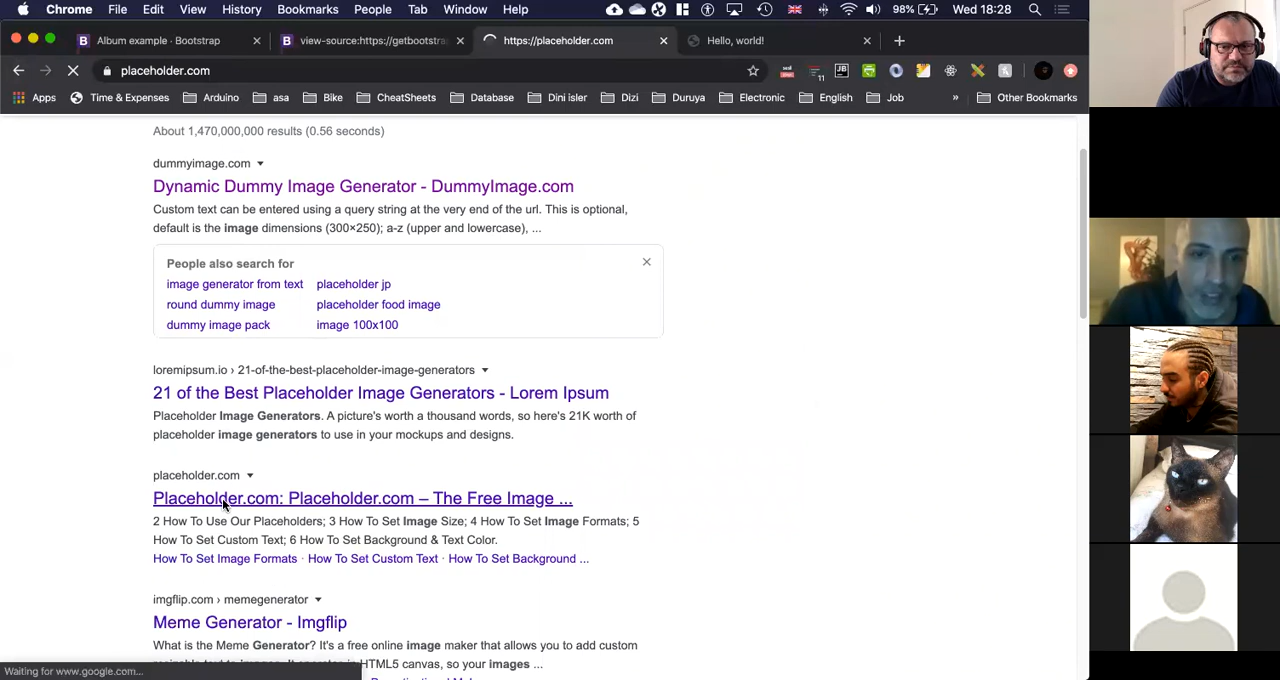 Chrome File Edit View History Bookmarks People Tab Window Help 98% Wed 18:28
Album example · Bootstrap view-source:https://getbootstra https://placeholder.com Hello, world!
placeholder.com
Apps Time & Expenses Arduino asa Bike CheatSheets Database Dini isler Dizi Duruya Electronic English Job » Other Bookmarks
About 1,470,000,000 results (0.56 seconds)
dummyimage.com
Dynamic Dummy Image Generator - DummyImage.com
Custom text can be entered using a query string at the very end of the url. This is optional,
default is the image dimensions (300×250); a-z (upper and lowercase), ...
People also search for
image generator from text placeholder jp
round dummy image placeholder food image
dummy image pack image 100x100
loremipsum.io › 21-of-the-best-placeholder-image-generators
21 of the Best Placeholder Image Generators - Lorem Ipsum
Placeholder Image Generators. A picture's worth a thousand words, so here's 21K worth of
placeholder image generators to use in your mockups and designs.
placeholder.com
Placeholder.com: Placeholder.com – The Free Image ...
2 How To Use Our Placeholders; 3 How To Set Image Size; 4 How To Set Image Formats; 5
How To Set Custom Text; 6 How To Set Background & Text Color.
How To Set Image Formats · How To Set Custom Text · How To Set Background ...
imgflip.com › memegenerator
Meme Generator - Imgflip
What is the Meme Generator? It's a free online image maker that allows you to add custom
HTML5 canvas, so your images ...
Waiting for www.google.com...